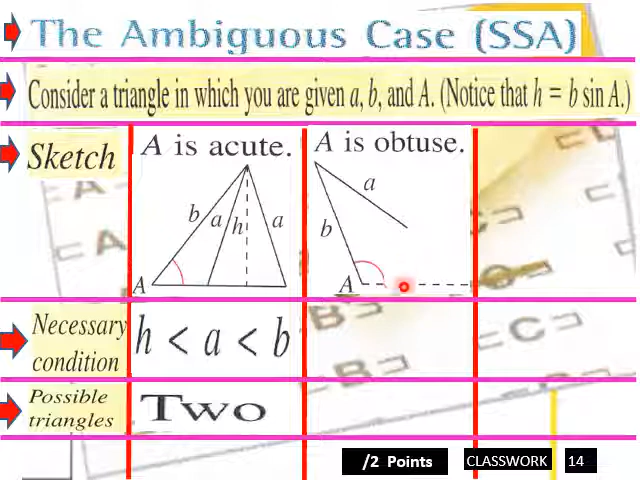 The Ambiguous Case (SSA)
Consider a triangle in which you are given a, b, and A. (Notice that h = b sin A.)
Sketch
A is acute.
A is obtuse.
b a h a
A
a
b
A
Necessary
condition
h < a < b
Possible
triangles
Two
A
A
C
B
B
C
/2 Points
CLASSWORK
14